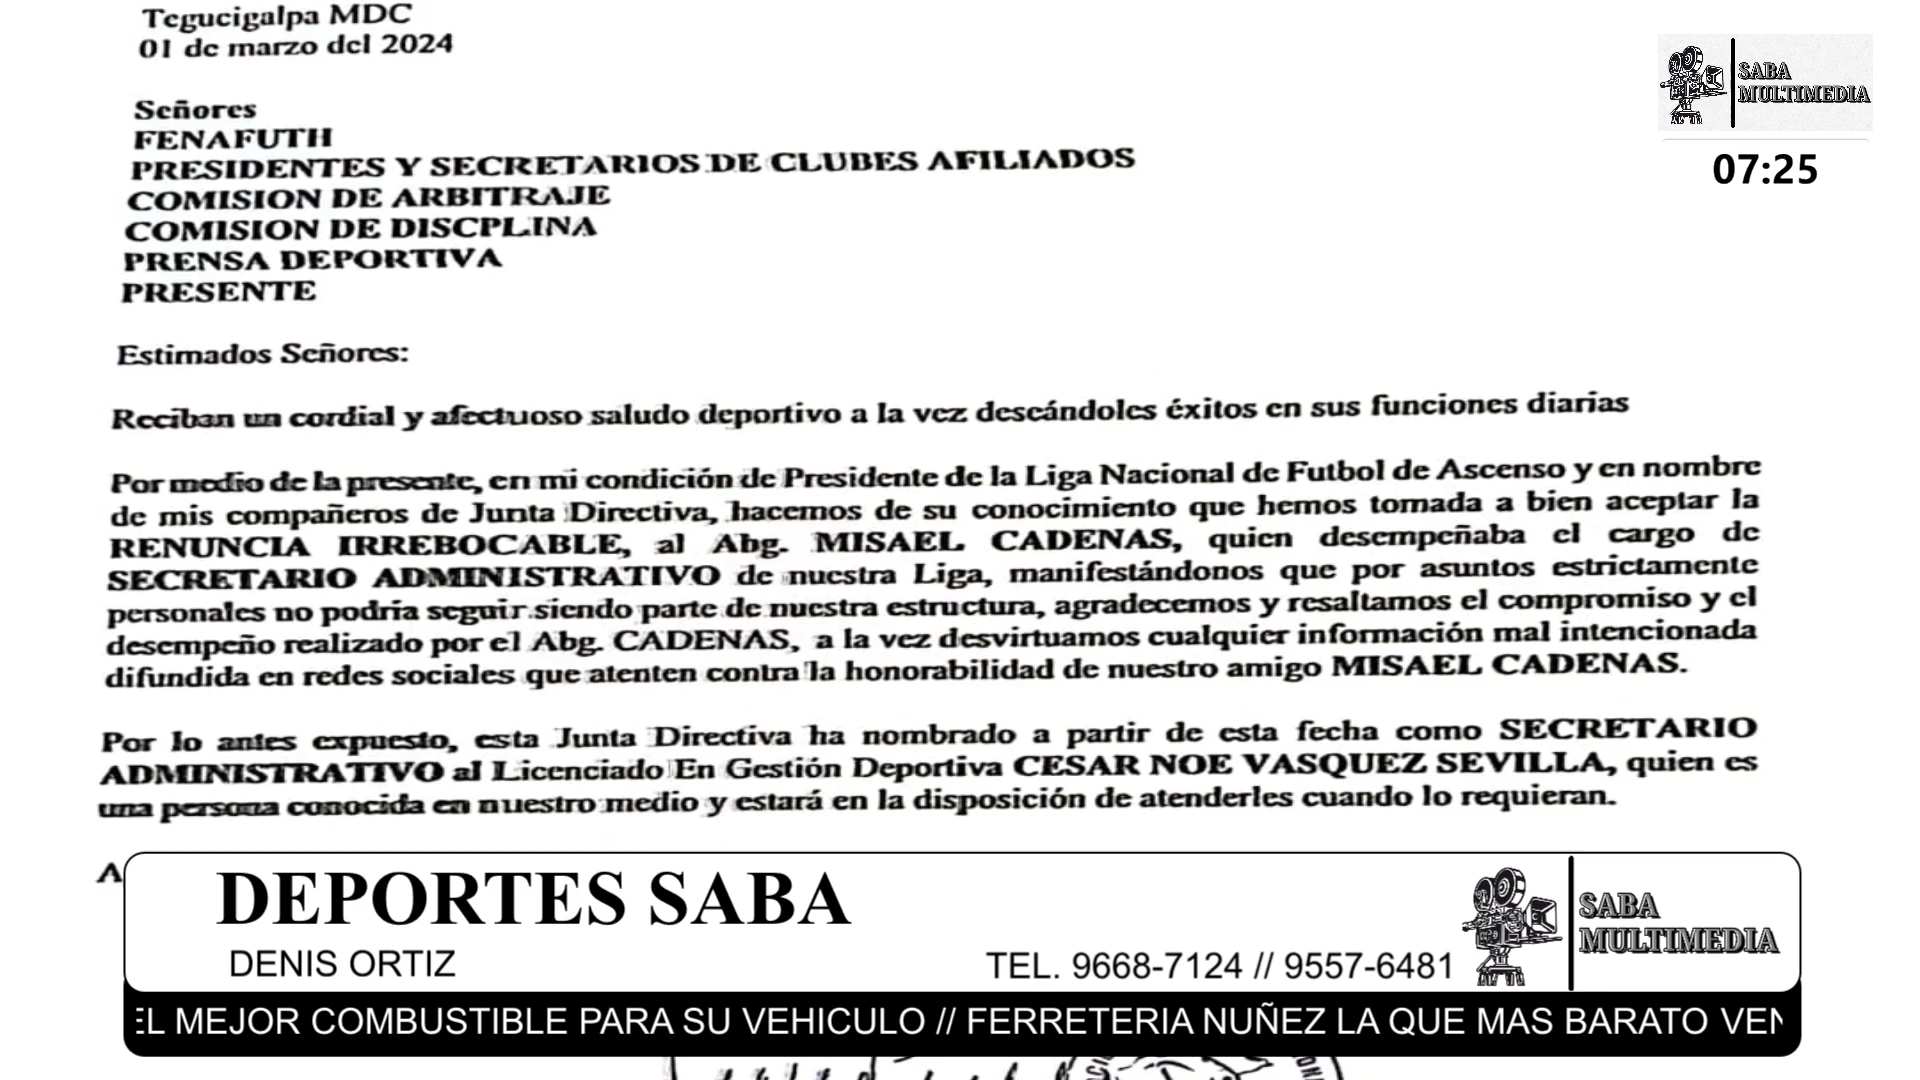 Tegucigalpa MDC
01 de marzo del 2024
Señores
FENAFUTH
PRESIDENTES Y SECRETARIOS DE CLUBES AFILIADOS
COMISION DE ARBITRAJE
COMISION DE DISCPLINA
PRENSA DEPORTIVA
PRESENTE
Estimados Señores:
Reciban un cordial y afectuoso saludo deportivo a la vez deseándoles éxitos en sus funciones diarias
Por medio de la presente, en mi condición de Presidente de la Liga Nacional de Futbol de Ascenso y en nombre
de mis compañeros de Junta Directiva, hacemos de su conocimiento que hemos tomada a bien aceptar la
RENUNCIA IRREBOCABLE, al Abg. MISAEL CADENAS, quien desempeñaba el cargo de
SECRETARIO ADMINISTRATIVO de nuestra Liga, manifestándonos que por asuntos estrictamente
personales no podría seguir siendo parte de nuestra estructura, agradecemos y resaltamos el compromiso y el
desempeño realizado por el Abg. CADENAS, a la vez desvirtuamos cualquier información mal intencionada
difundida en redes sociales que atenten contra la honorabilidad de nuestro amigo MISAEL CADENAS.
Por lo antes expuesto, esta Junta Directiva ha nombrado a partir de esta fecha como SECRETARIO
ADMINISTRATIVO al Licenciado En Gestión Deportiva CESAR NOE VASQUEZ SEVILLA, quien es
una persona conocida en nuestro medio y estará en la disposición de atenderles cuando lo requieran.
SABA
MULTIMEDIA
07:25
DEPORTES SABA
DENIS ORTIZ
TEL. 9668-7124 // 9557-6481
SABA
MULTIMEDIA
EL MEJOR COMBUSTIBLE PARA SU VEHICULO // FERRETERIA NUÑEZ LA QUE MAS BARATO VEN